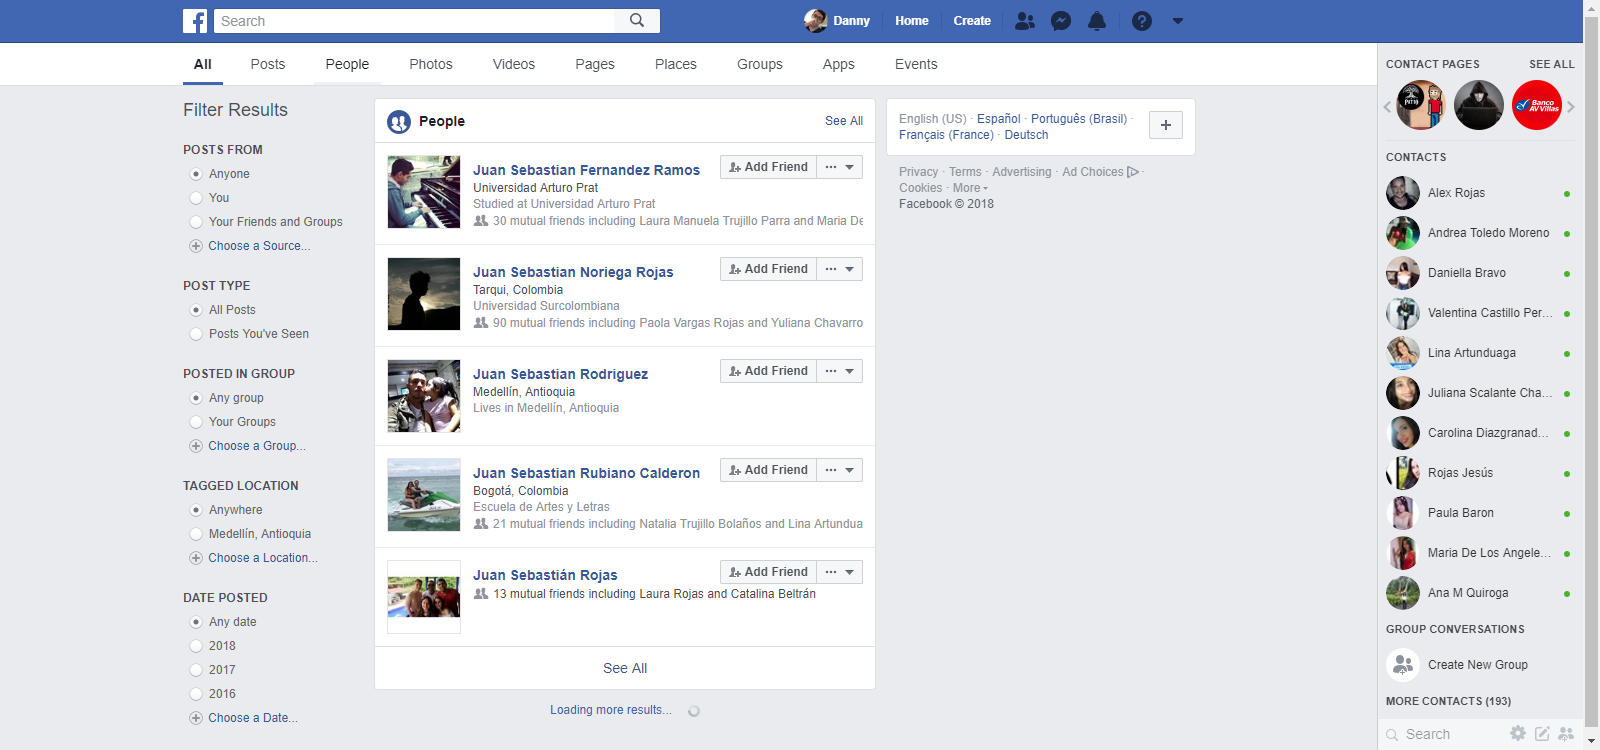 Search
Danny
Home
Create
All
Posts
People
Photos
Videos
Pages
Places
Groups
Apps
Events
Filter Results
POSTS FROM
Anyone
You
Your Friends and Groups
Choose a Source...
POST TYPE
All Posts
Posts You've Seen
POSTED IN GROUP
Any group
Your Groups
Choose a Group...
TAGGED LOCATION
Anywhere
Medellín, Antioquia
Choose a Location...
DATE POSTED
Any date
2018
2017
2016
Choose a Date...
People
See All
Juan Sebastian Fernandez Ramos
Add Friend
Universidad Arturo Prat
Studied at Universidad Arturo Prat
30 mutual friends including Laura Manuela Trujillo Parra and Maria De
Juan Sebastian Noriega Rojas
Add Friend
Tarqui, Colombia
Universidad Surcolombiana
90 mutual friends including Paola Vargas Rojas and Yuliana Chavarro
Juan Sebastian Rodriguez
Add Friend
Medellín, Antioquia
Lives in Medellín, Antioquia
Juan Sebastian Rubiano Calderon
Add Friend
Bogotá, Colombia
Escuela de Artes y Letras
21 mutual friends including Natalia Trujillo Bolaños and Lina Artundua
Juan Sebastián Rojas
Add Friend
13 mutual friends including Laura Rojas and Catalina Beltrán
See All
Loading more results...
English (US) · Español · Português (Brasil) ·
Français (France) · Deutsch
Privacy · Terms · Advertising · Ad Choices ·
Cookies · More
Facebook © 2018
CONTACT PAGES
SEE ALL
Banco
AV Villas
CONTACTS
Alex Rojas
Andrea Toledo Moreno
Daniella Bravo
Valentina Castillo Per...
Lina Artunduaga
Juliana Scalante Cha...
Carolina Diazgranad...
Rojas Jesús
Paula Baron
Maria De Los Angele...
Ana M Quiroga
GROUP CONVERSATIONS
Create New Group
MORE CONTACTS (193)
Search